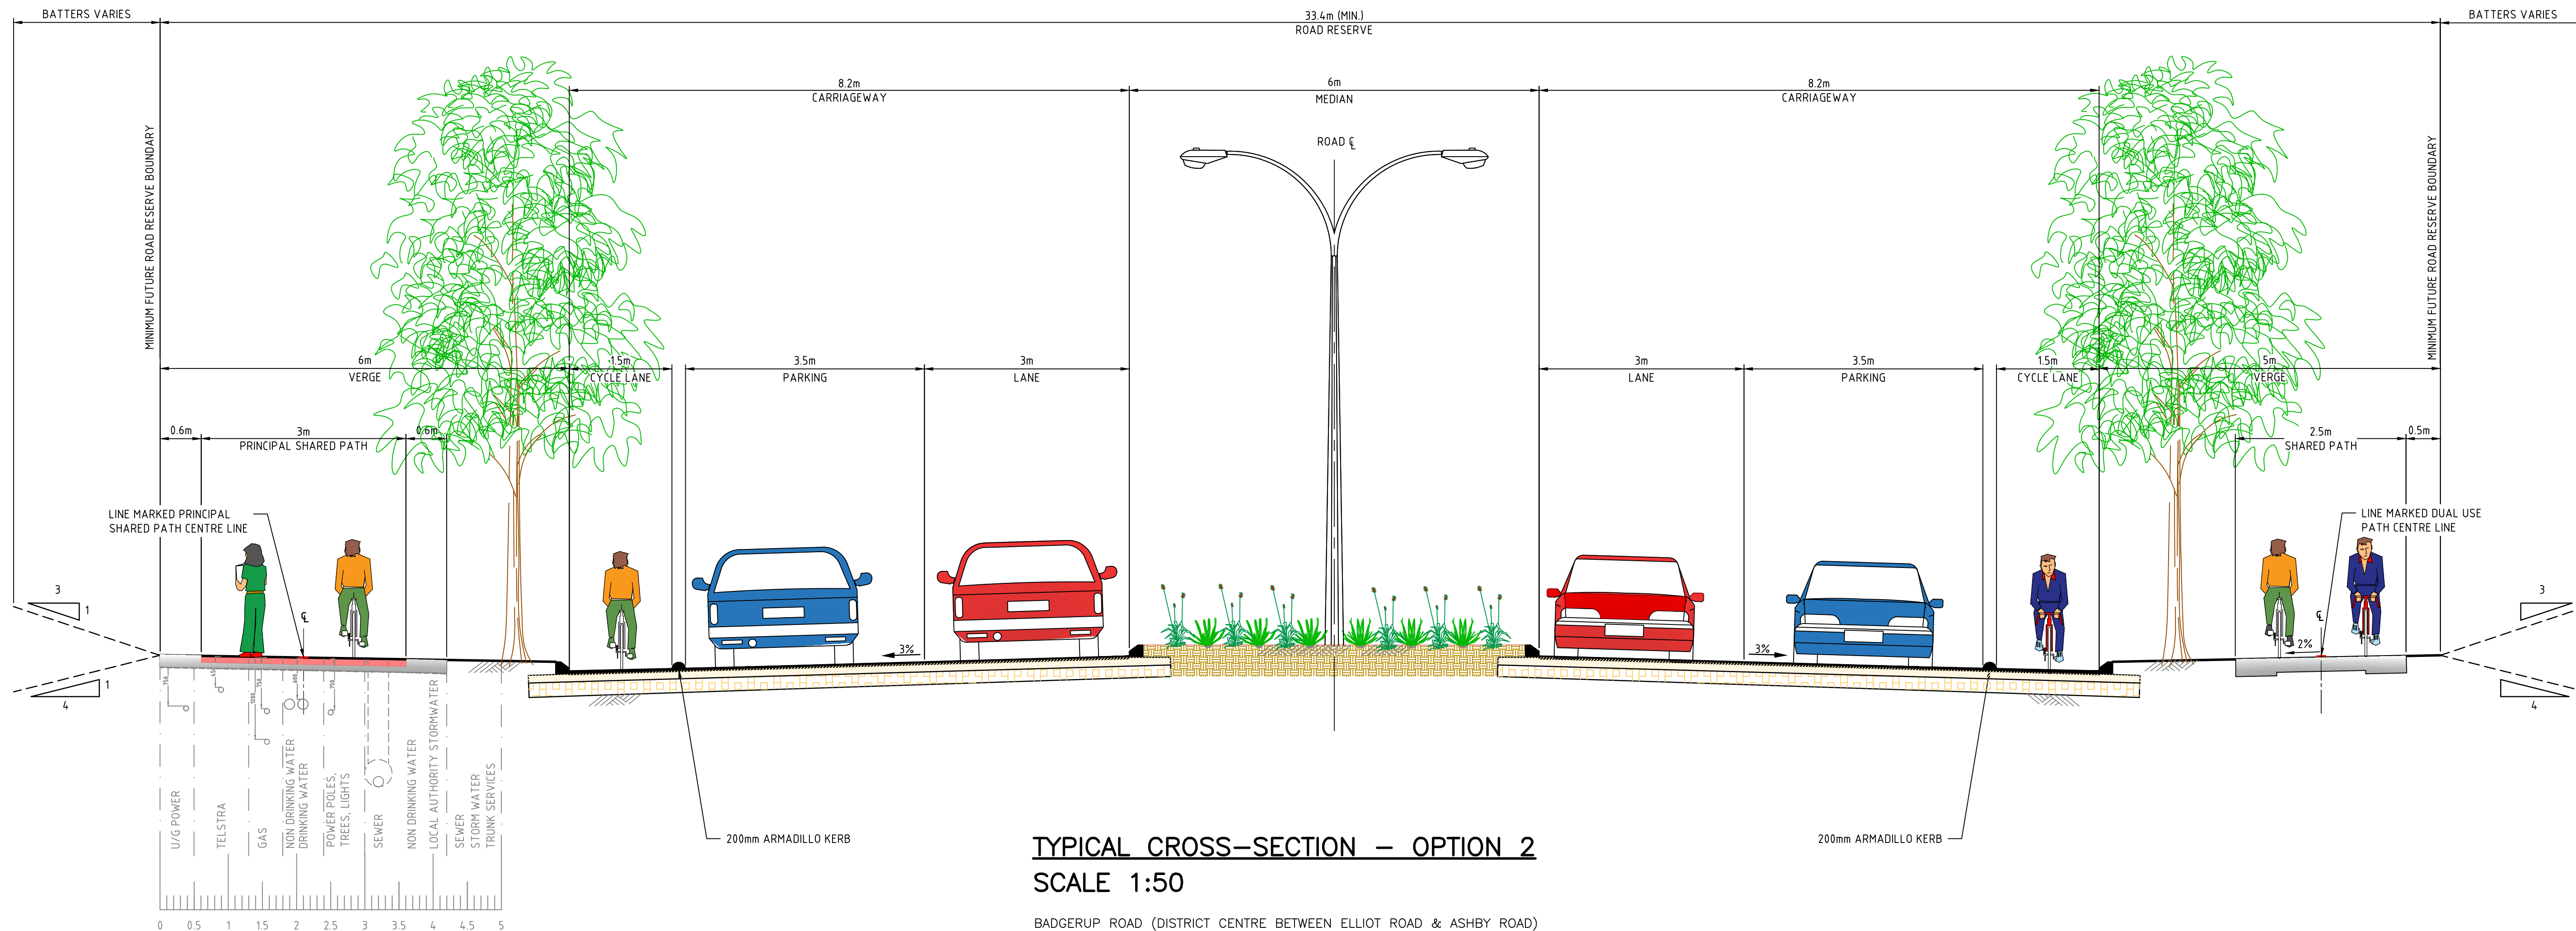 BATTERS VARIES
33.4m (MIN.)
ROAD RESERVE
BATTERS VARIES
8.2m
CARRIAGEWAY
6m
MEDIAN
8.2m
CARRIAGEWAY
MINIMUM FUTURE ROAD RESERVE BOUNDARY
ROAD ℄
MINIMUM FUTURE ROAD RESERVE BOUNDARY
6m
VERGE
1.5m
CYCLE LANE
3.5m
PARKING
3m
LANE
3m
LANE
3.5m
PARKING
1.5m
CYCLE LANE
5m
VERGE
0.6m
3m
PRINCIPAL SHARED PATH
0.6m
2.5m
SHARED PATH
0.5m
LINE MARKED PRINCIPAL
SHARED PATH CENTRE LINE
LINE MARKED DUAL USE
PATH CENTRE LINE
3
1
℄
3%
3%
℄
2%
3
1
4
4
750
750
1200
600
750
U/G POWER
TELSTRA
GAS
NON DRINKING WATER
DRINKING WATER
POWER POLES,
TREES, LIGHTS
SEWER
NON DRINKING WATER
LOCAL AUTHORITY STORMWATER
SEWER
STORM WATER
TRUNK SERVICES
200mm ARMADILLO KERB
200mm ARMADILLO KERB
TYPICAL CROSS-SECTION - OPTION 2
SCALE 1:50
BADGERUP ROAD (DISTRICT CENTRE BETWEEN ELLIOT ROAD & ASHBY ROAD)
0 0.5 1 1.5 2 2.5 3 3.5 4 4.5 5